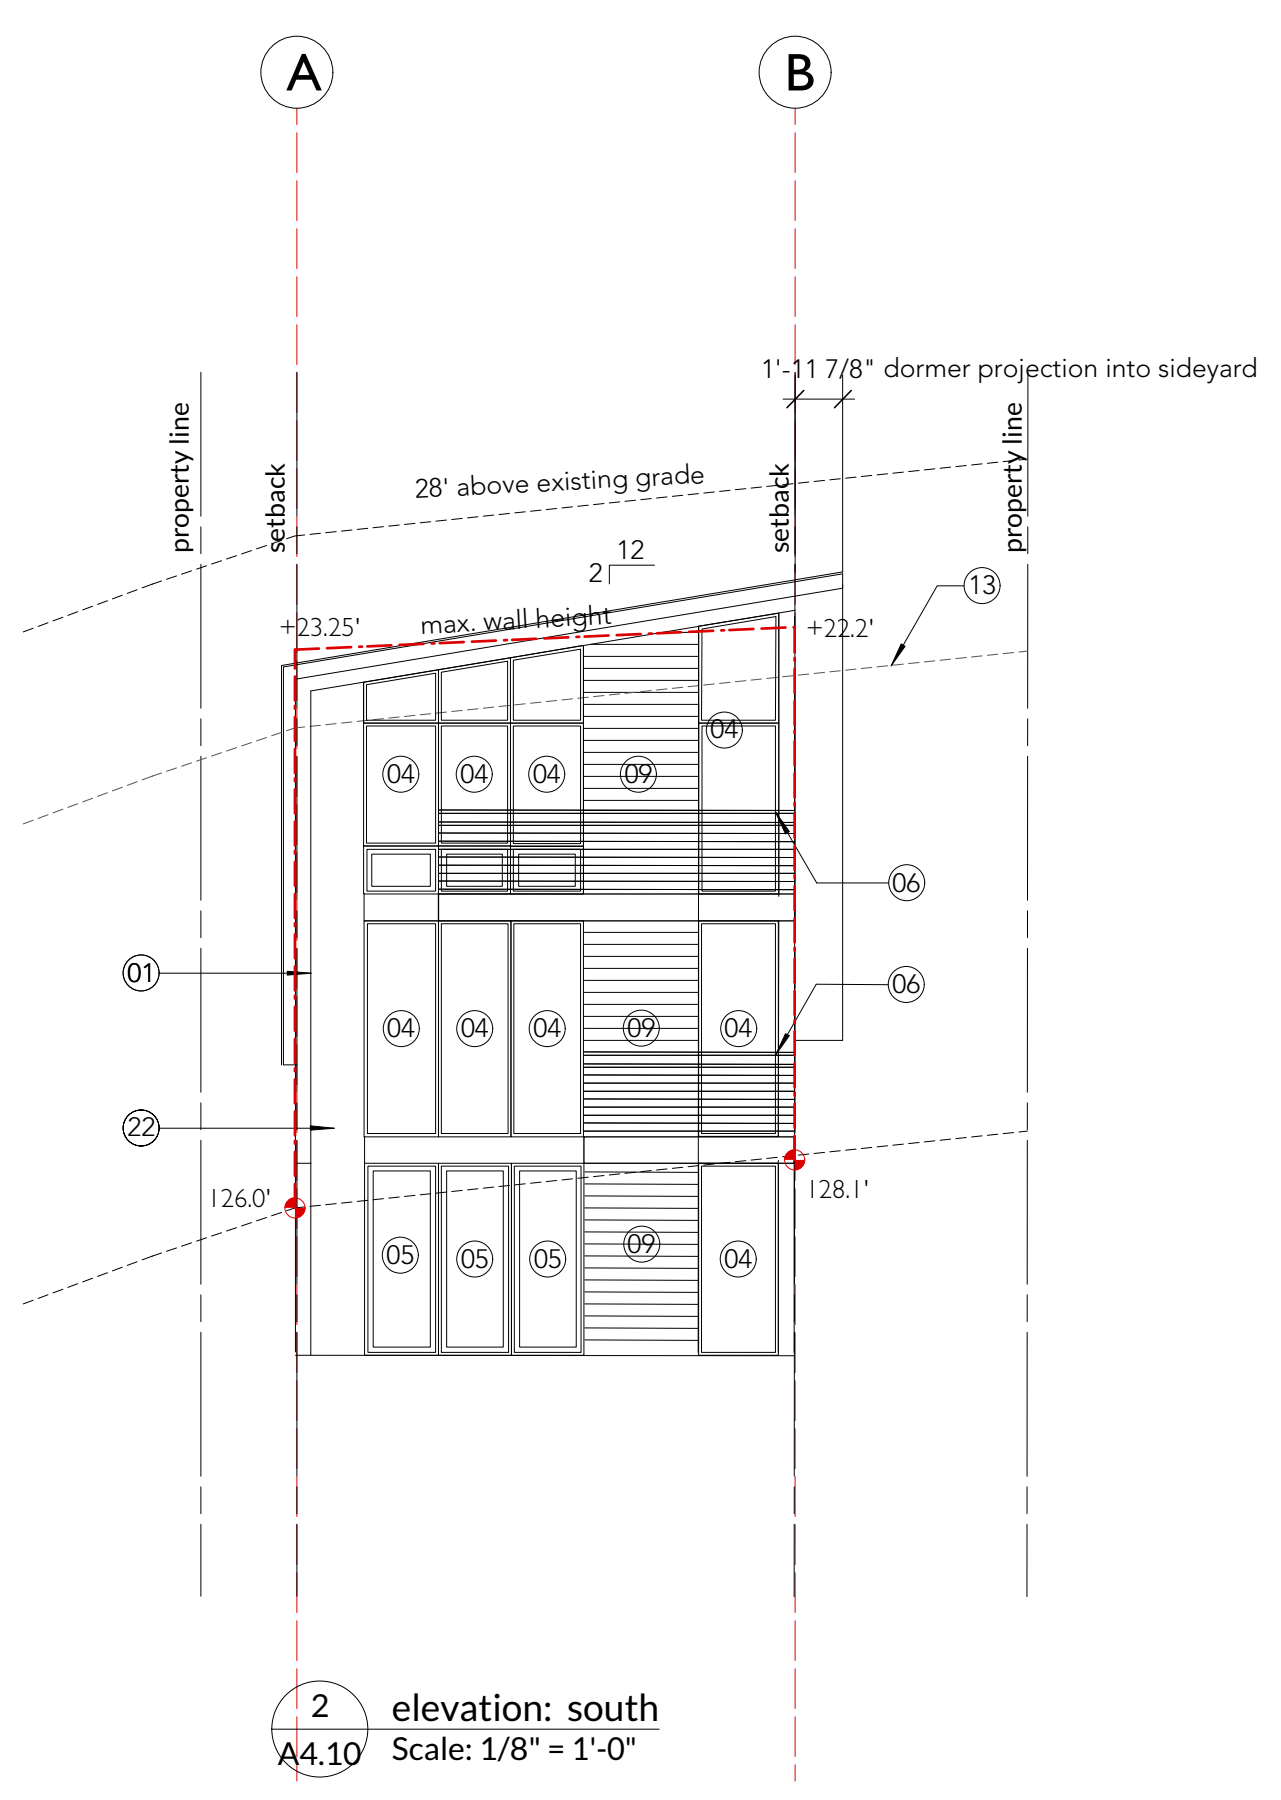 A
B
1'-11 7/8" dormer projection into sideyard
property line
setback
28' above existing grade
setback
property line
12
2
13
+23.25'
max. wall height
+22.2'
04
04
04
04
09
06
01
06
04
04
04
09
04
22
126.0'
128.1'
05
05
05
09
04
2
A4.10
elevation: south
Scale: 1/8" = 1'-0"